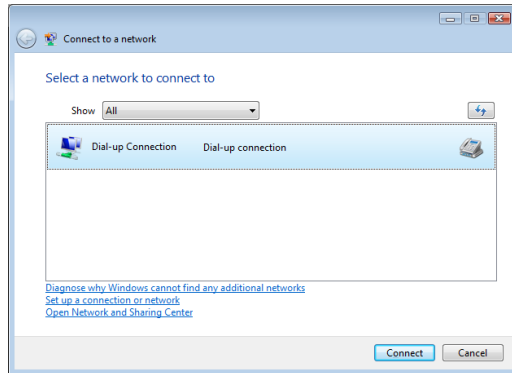 Connect to a network
Select a network to connect to
Show All
Dial-up Connection Dial-up connection
Diagnose why Windows cannot find any additional networks
Set up a connection or network
Open Network and Sharing Center
Connect Cancel